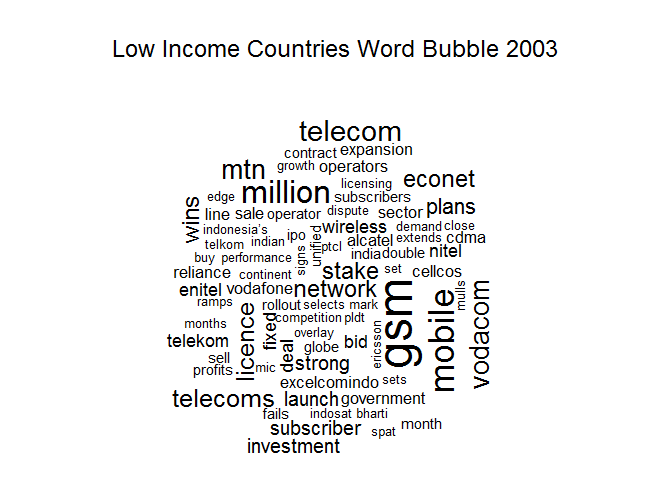 Low Income Countries Word Bubble 2003
telecom
contract expansion
mtn growth operators
million licensing econet
edge subscribers
wins line sale operator dispute sector plans
indonesia's ipo wireless demand close
telkom indian unified ptcl alcatel extends cdma
buy performance signs india double nitel
reliance continent stake set cellcos
enitel vodafone network mulls
ramps rollout selects mark
licence fixed competition pldt gsm mobile vodacom
months overlay ericsson
telekom deal globe bid
sell
profits mic strong
excelcomindo sets
telecoms launch government
fails indosat bharti
subscriber spat month
investment